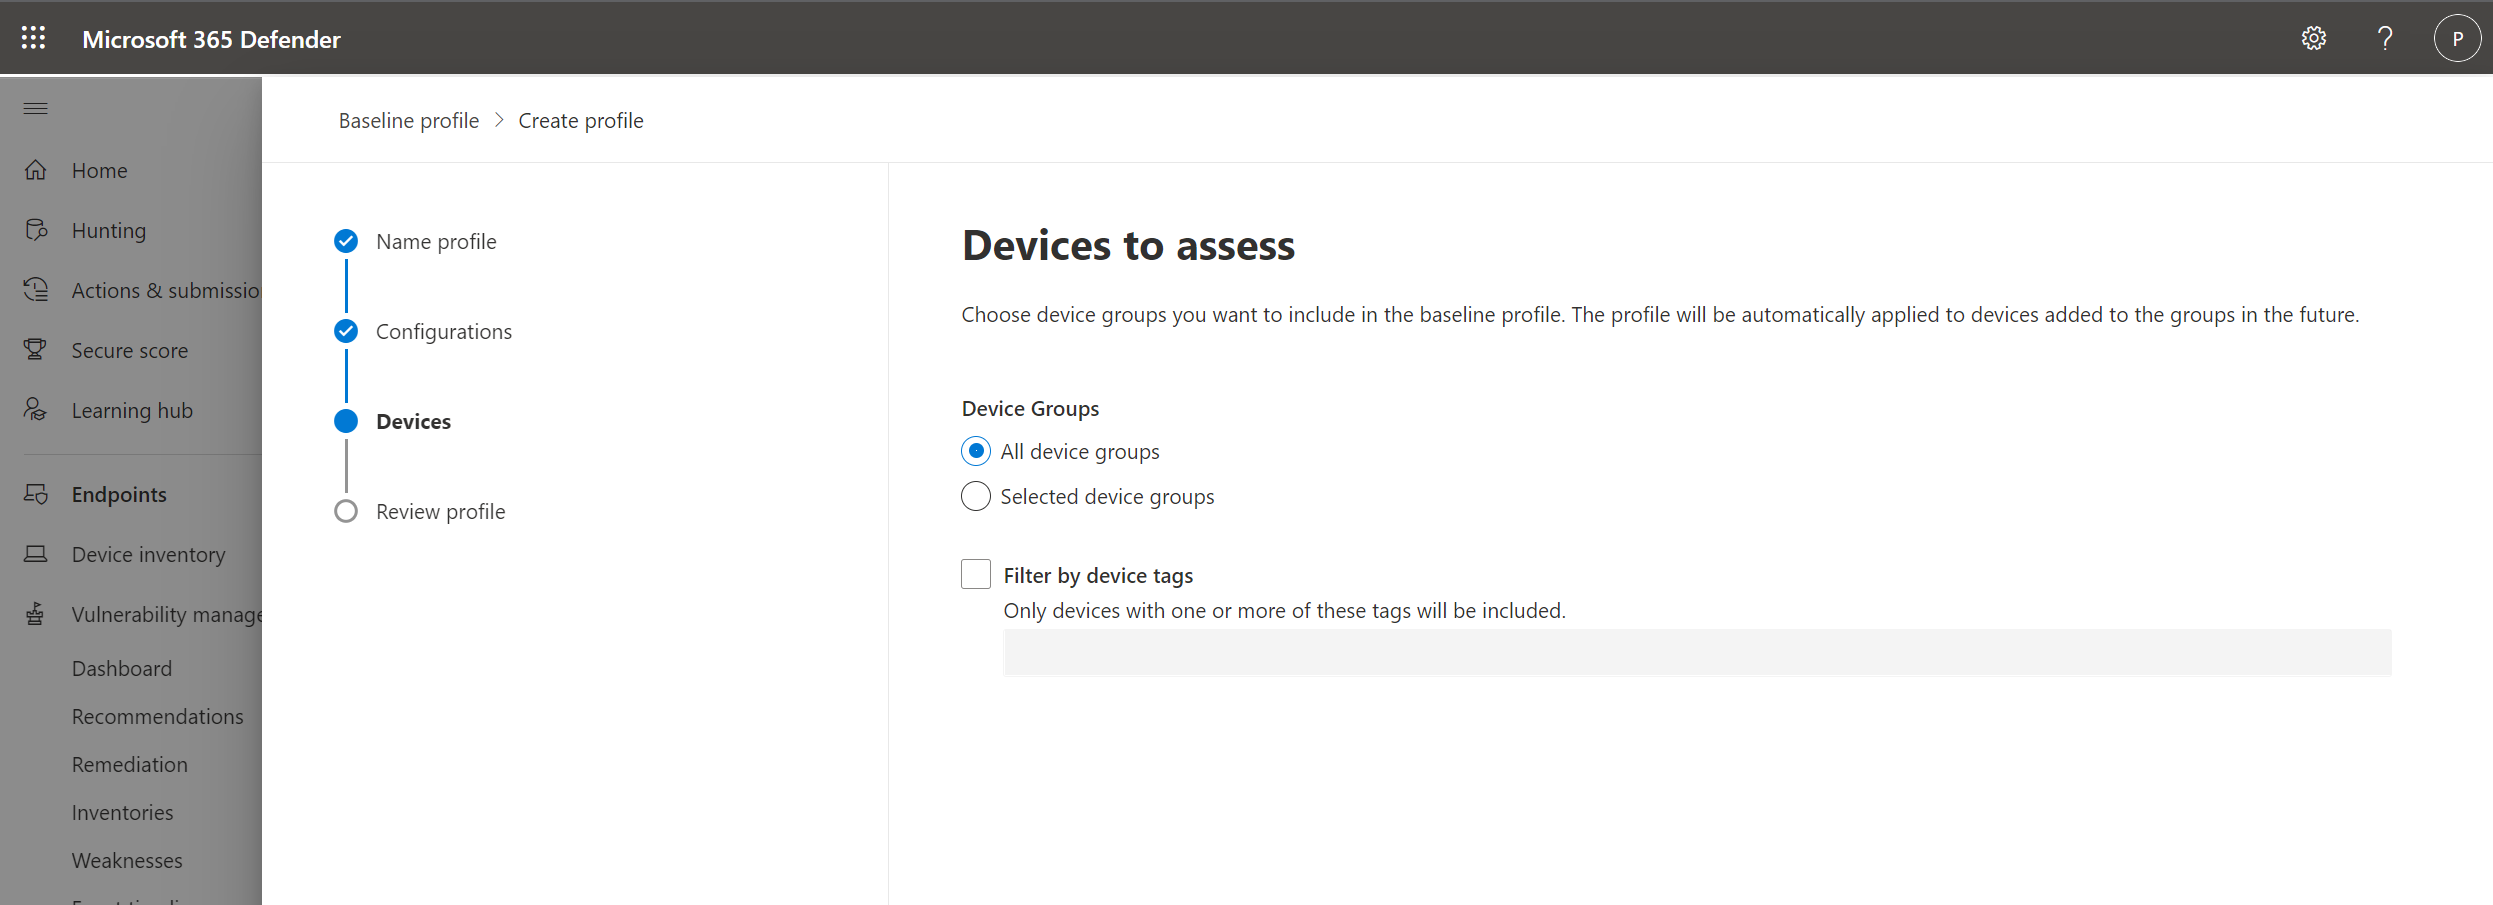 Microsoft 365 Defender
P
Baseline profile > Create profile
Home
Hunting
Actions & submissio
Secure score
Learning hub
Endpoints
Device inventory
Vulnerability manage
Dashboard
Recommendations
Remediation
Inventories
Weaknesses
Name profile
Configurations
Devices
Review profile
Devices to assess
Choose device groups you want to include in the baseline profile. The profile will be automatically applied to devices added to the groups in the future.
Device Groups
All device groups
Selected device groups
Filter by device tags
Only devices with one or more of these tags will be included.